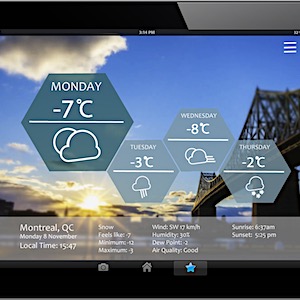 3:14 PM
MONDAY
-7°C
WEDNESDAY
-8°C
TUESDAY
-3°C
THURSDAY
-2°C
Montreal, QC
Monday 8 November
Local Time: 15:47
Snow
Feels like: -7
Minimum: -12
Maximum: -3
Wind: SW 17 km/h
Humidity: 30%
Dew Point: -2
Air Quality: Good
Sunrise: 6:37am
Sunset: 5:25 pm